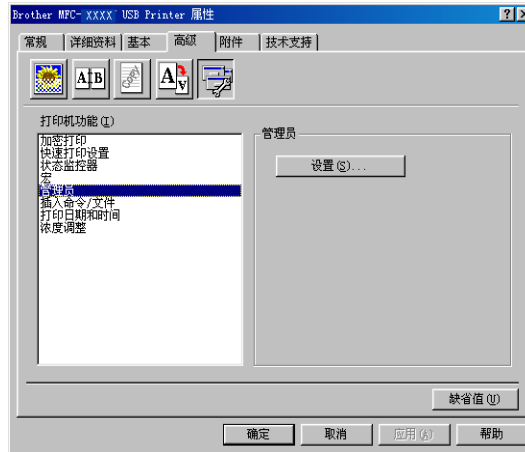 Brother MFC- XXXX USB Printer 属性
常规 详细资料 基本 高级 附件 技术支持
A B
A A
打印机功能(I)
加密打印
快速打印设置
状态监控器
宏
管理员
插入命令/文件
打印日期和时间
浓度调整
管理员
设置(S)...
缺省值(U)
确定 取消 应用(A) 帮助